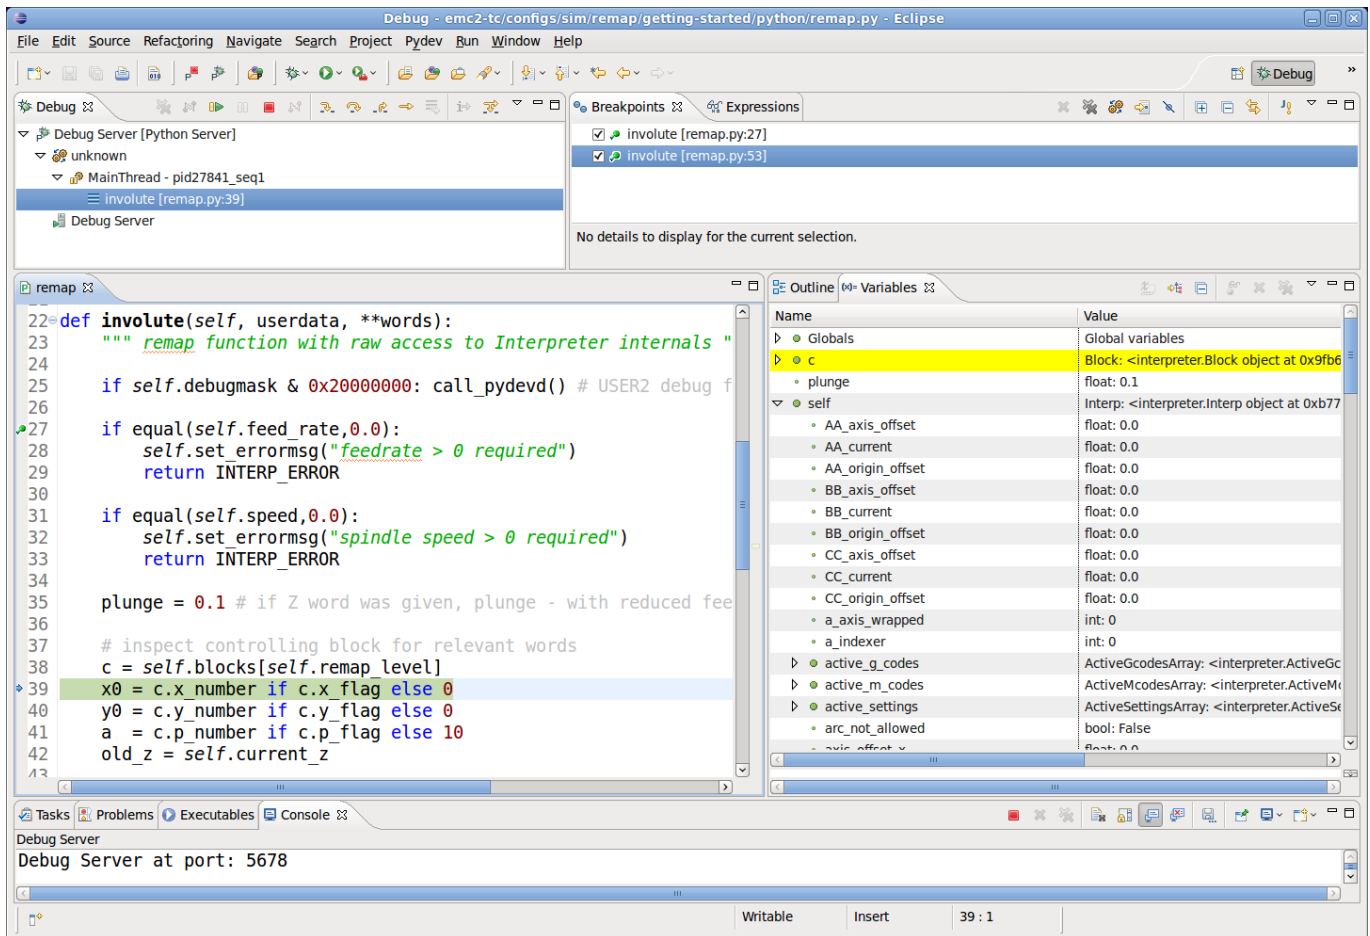 Debug - emc2-tc/configs/sim/remap/getting-started/python/remap.py - Eclipse
File Edit Source Refactoring Navigate Search Project Pydev Run Window Help
Debug »
Debug
Debug Server [Python Server]
unknown
MainThread - pid27841_seq1
involute [remap.py:39]
Debug Server
Breakpoints Expressions
involute [remap.py:27]
involute [remap.py:53]
No details to display for the current selection.
remap
22 def involute(self, userdata, **words):
23 """ remap function with raw access to Interpreter internals "
24
25 if self.debugmask & 0x20000000: call_pydevd() # USER2 debug f
26
27 if equal(self.feed_rate,0.0):
28 self.set_errormsg("feedrate > 0 required")
29 return INTERP_ERROR
30
31 if equal(self.speed,0.0):
32 self.set_errormsg("spindle speed > 0 required")
33 return INTERP_ERROR
34
35 plunge = 0.1 # if Z word was given, plunge - with reduced fee
36
37 # inspect controlling block for relevant words
38 c = self.blocks[self.remap_level]
39 x0 = c.x_number if c.x_flag else 0
40 y0 = c.y_number if c.y_flag else 0
41 a = c.p_number if c.p_flag else 10
42 old_z = self.current_z
43
Outline Variables
Name Value
Globals Global variables
c Block: <interpreter.Block object at 0x9fb6
plunge float: 0.1
self Interp: <interpreter.Interp object at 0xb77
AA_axis_offset float: 0.0
AA_current float: 0.0
AA_origin_offset float: 0.0
BB_axis_offset float: 0.0
BB_current float: 0.0
BB_origin_offset float: 0.0
CC_axis_offset float: 0.0
CC_current float: 0.0
CC_origin_offset float: 0.0
a_axis_wrapped int: 0
a_indexer int: 0
active_g_codes ActiveGcodesArray: <interpreter.ActiveGc
active_m_codes ActiveMcodesArray: <interpreter.ActiveMc
active_settings ActiveSettingsArray: <interpreter.ActiveSe
arc_not_allowed bool: False
axis_offset_x float: 0.0
Tasks Problems Executables Console
Debug Server
Debug Server at port: 5678
Writable Insert 39 : 1